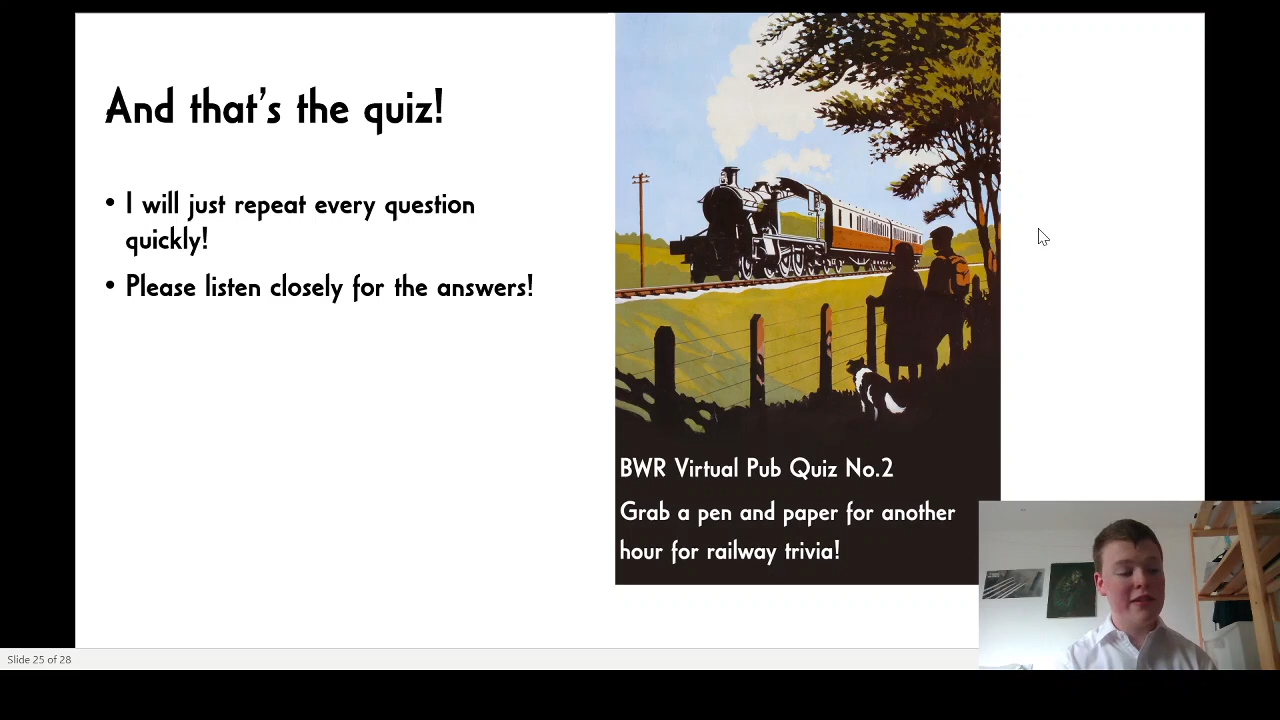 And that's the quiz!
• I will just repeat every question
quickly!
• Please listen closely for the answers!
BWR Virtual Pub Quiz No.2
Grab a pen and paper for another
hour for railway trivia!
Slide 25 of 28